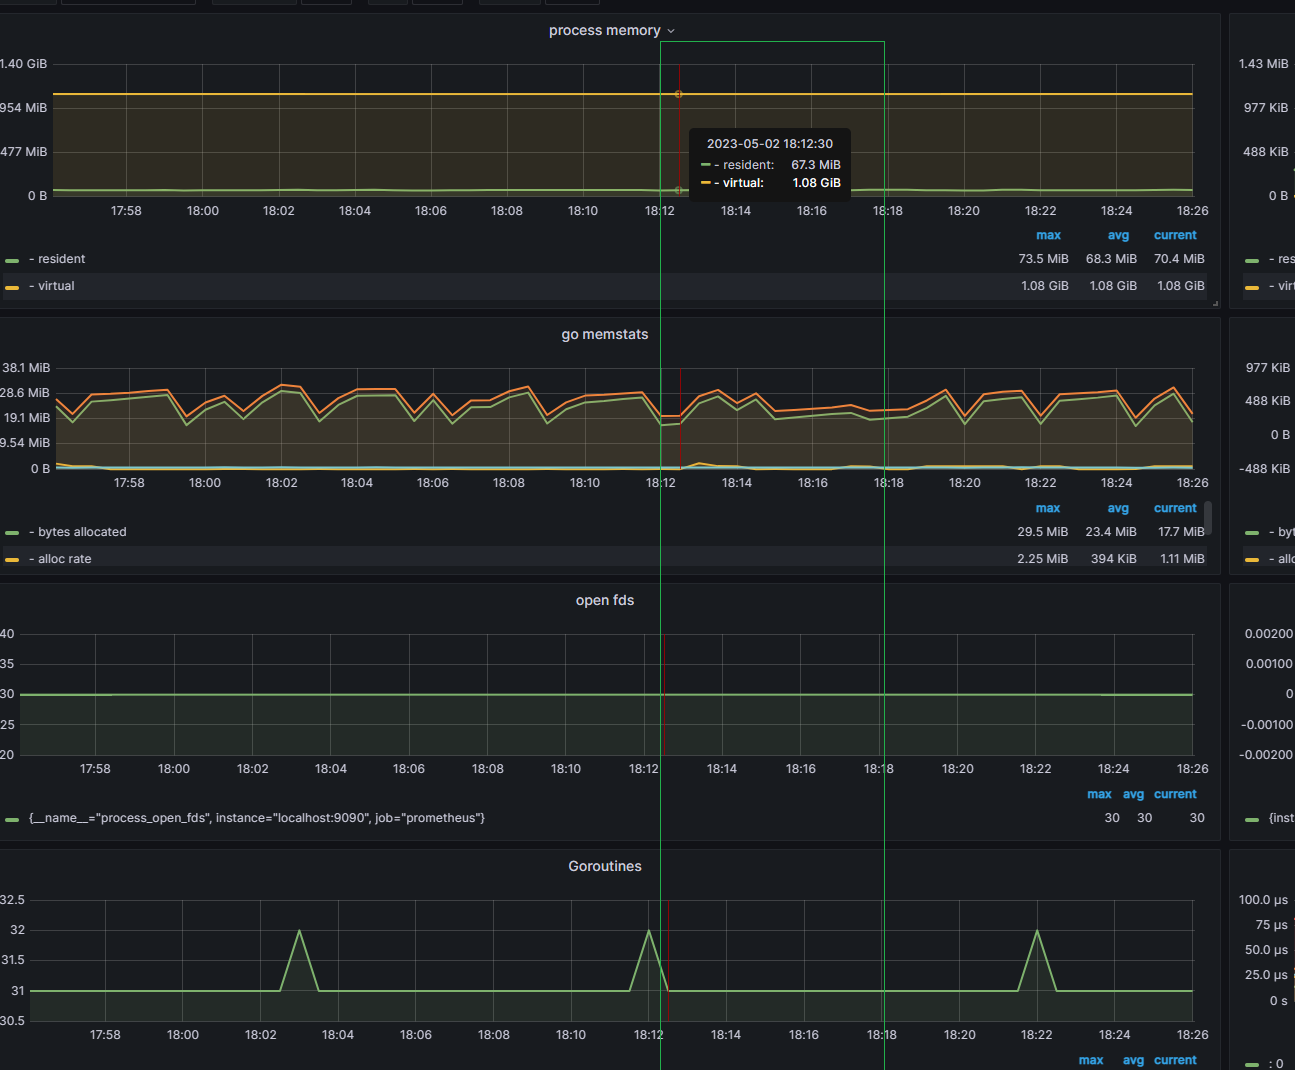 process memory
1.40 GiB
954 MiB
477 MiB
0 B
2023-05-02 18:12:30
- resident: 67.3 MiB
- virtual: 1.08 GiB
17:58 18:00 18:02 18:04 18:06 18:08 18:10 18:12 18:14 18:16 18:18 18:20 18:22 18:24 18:26
max avg current
- resident 73.5 MiB 68.3 MiB 70.4 MiB
- virtual 1.08 GiB 1.08 GiB 1.08 GiB
1.43 MiB
977 KiB
488 KiB
0 B
- res
- virt
go memstats
38.1 MiB
28.6 MiB
19.1 MiB
9.54 MiB
0 B
17:58 18:00 18:02 18:04 18:06 18:08 18:10 18:12 18:14 18:16 18:18 18:20 18:22 18:24 18:26
max avg current
- bytes allocated 29.5 MiB 23.4 MiB 17.7 MiB
- alloc rate 2.25 MiB 394 KiB 1.11 MiB
977 KiB
488 KiB
0 B
-488 KiB
- byt
- allo
open fds
40
35
30
25
20
17:58 18:00 18:02 18:04 18:06 18:08 18:10 18:12 18:14 18:16 18:18 18:20 18:22 18:24 18:26
max avg current
{__name__="process_open_fds", instance="localhost:9090", job="prometheus"} 30 30 30
0.00200
0.00100
0
-0.00100
-0.00200
{inst
Goroutines
32.5
32
31.5
31
30.5
17:58 18:00 18:02 18:04 18:06 18:08 18:10 18:12 18:14 18:16 18:18 18:20 18:22 18:24 18:26
max avg current
100.0 µs
75 µs
50.0 µs
25.0 µs
0 s
: 0